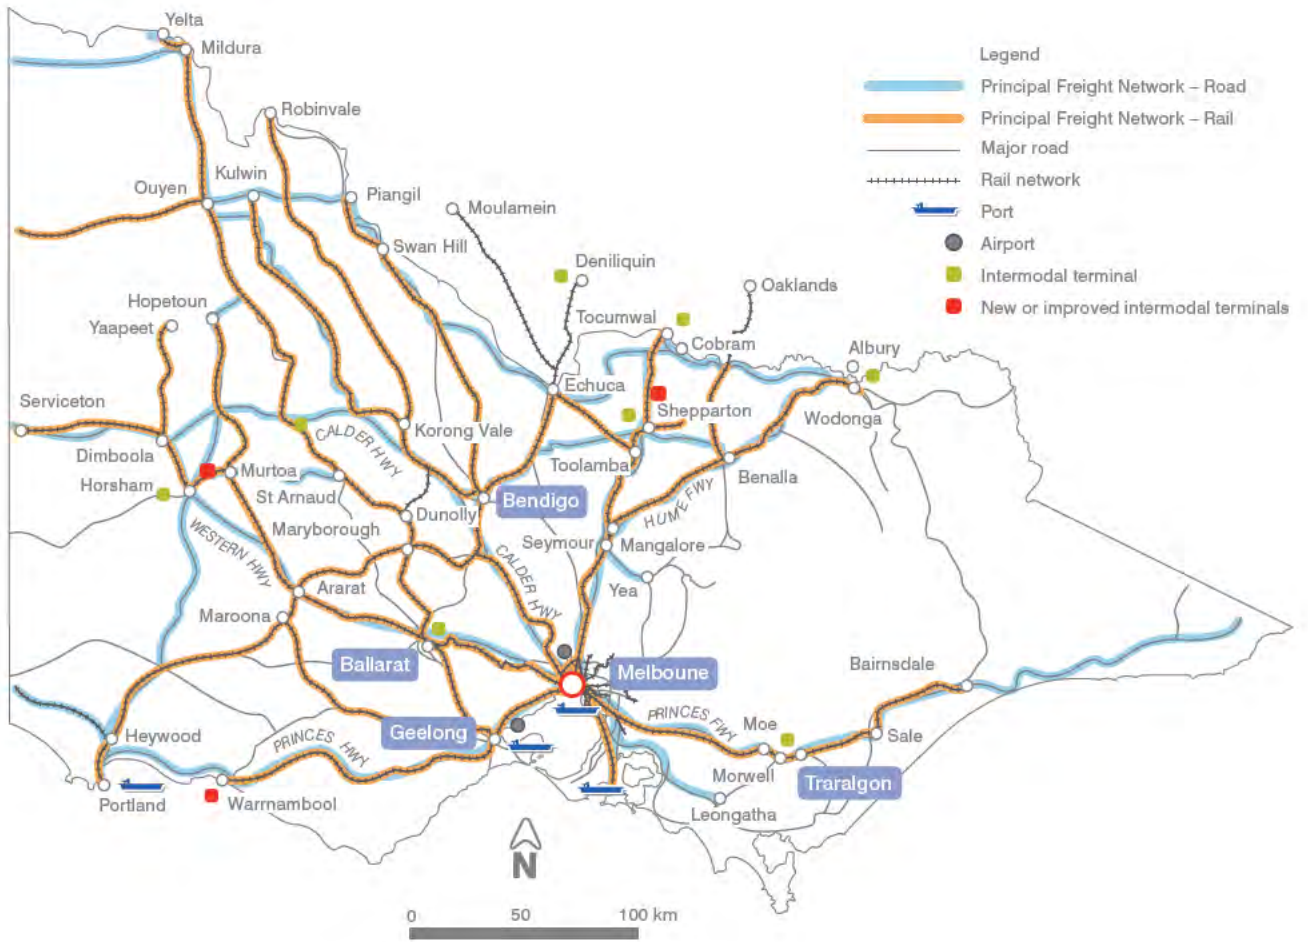 Yelta
Mildura
Legend
Principal Freight Network – Road
Robinvale
Principal Freight Network – Rail
Major road
Kulwin
Rail network
Ouyen
Piangil
Moulamein
Port
Swan Hill
Airport
Deniliquin
Intermodal terminal
Oaklands
Hopetoun
New or improved intermodal terminals
Tocumwal
Yaapeet
Cobram
Albury
Echuca
Serviceton
Shepparton
Wodonga
Korong Vale
CALDER HWY
Dimboola
Toolamba
Murtoa
Benalla
Horsham
St Arnaud
Bendigo
HUME FWY
Dunolly
Maryborough
WESTERN HWY
Seymour
Mangalore
CALDER HWY
Ararat
Yea
Maroona
Ballarat
Bairnsdale
Melboune
PRINCES FWY
Moe
Heywood
Geelong
Sale
PRINCES HWY
Morwell
Traralgon
Portland
Warrnambool
Leongatha
N
0 50 100 km